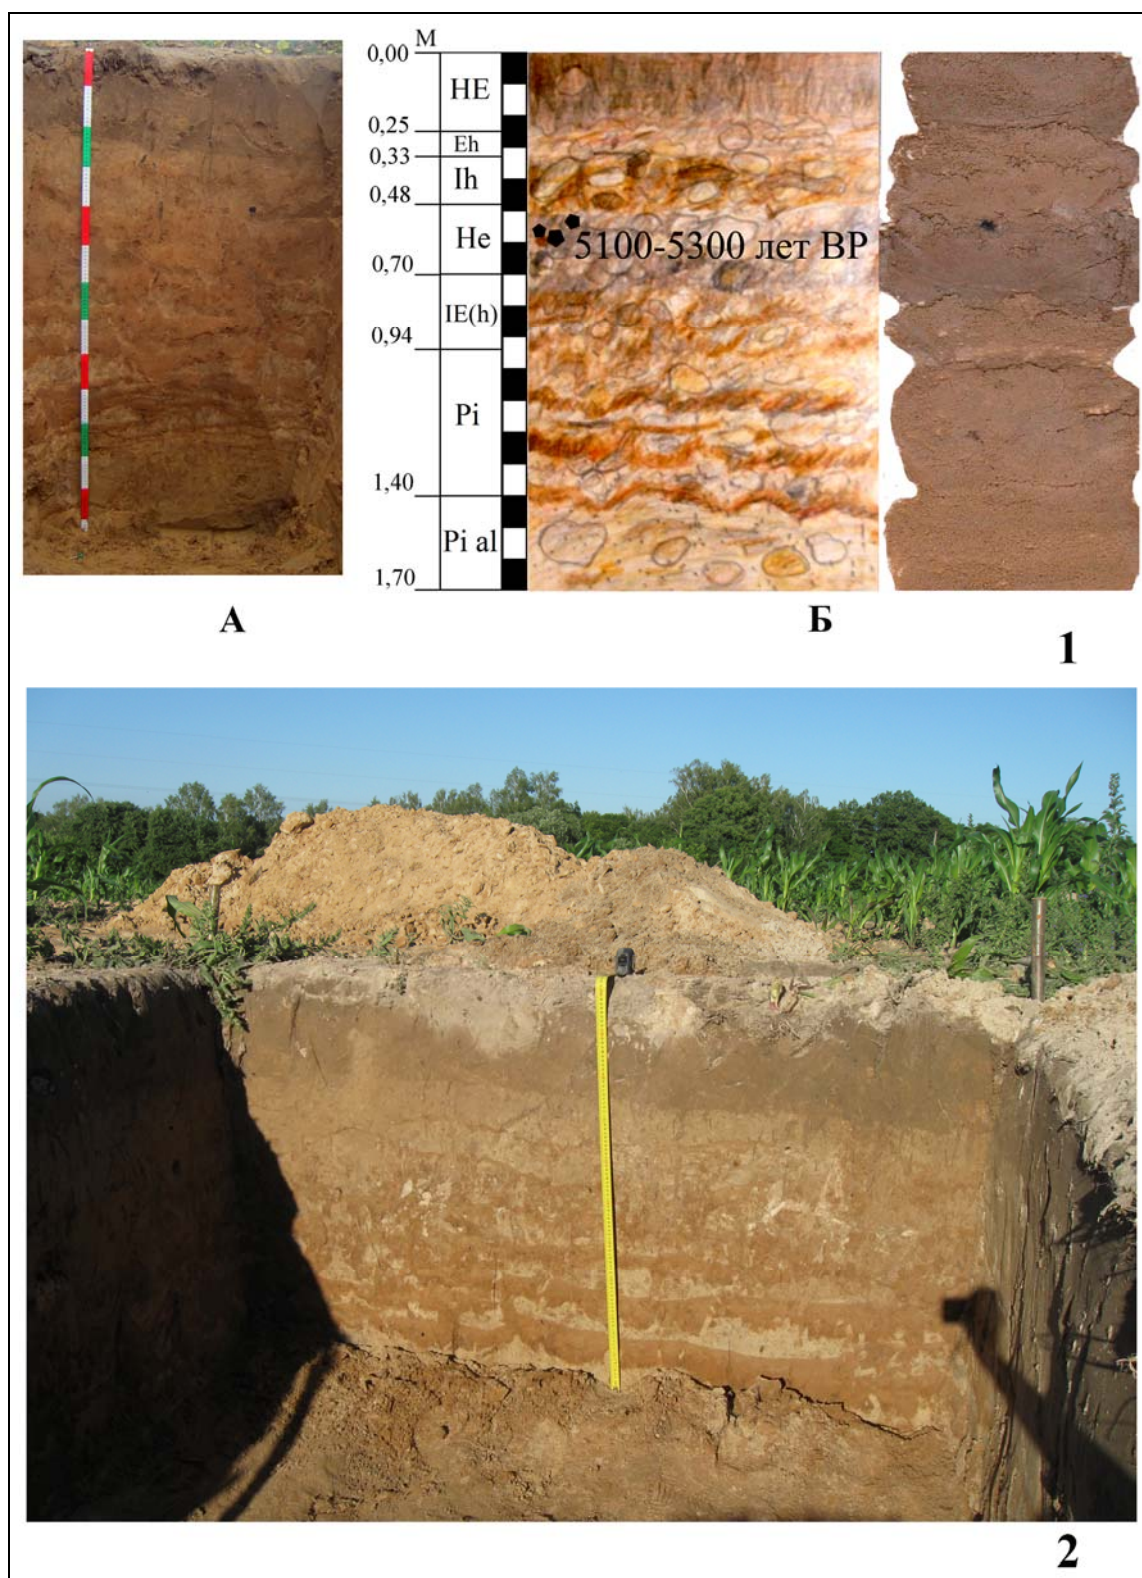 М
0,00
HE
0,25
Eh
0,33
Ih
0,48
He
5100-5300 лет ВР
0,70
IE(h)
0,94
Pi
1,40
Pi al
1,70
А
Б
1
2